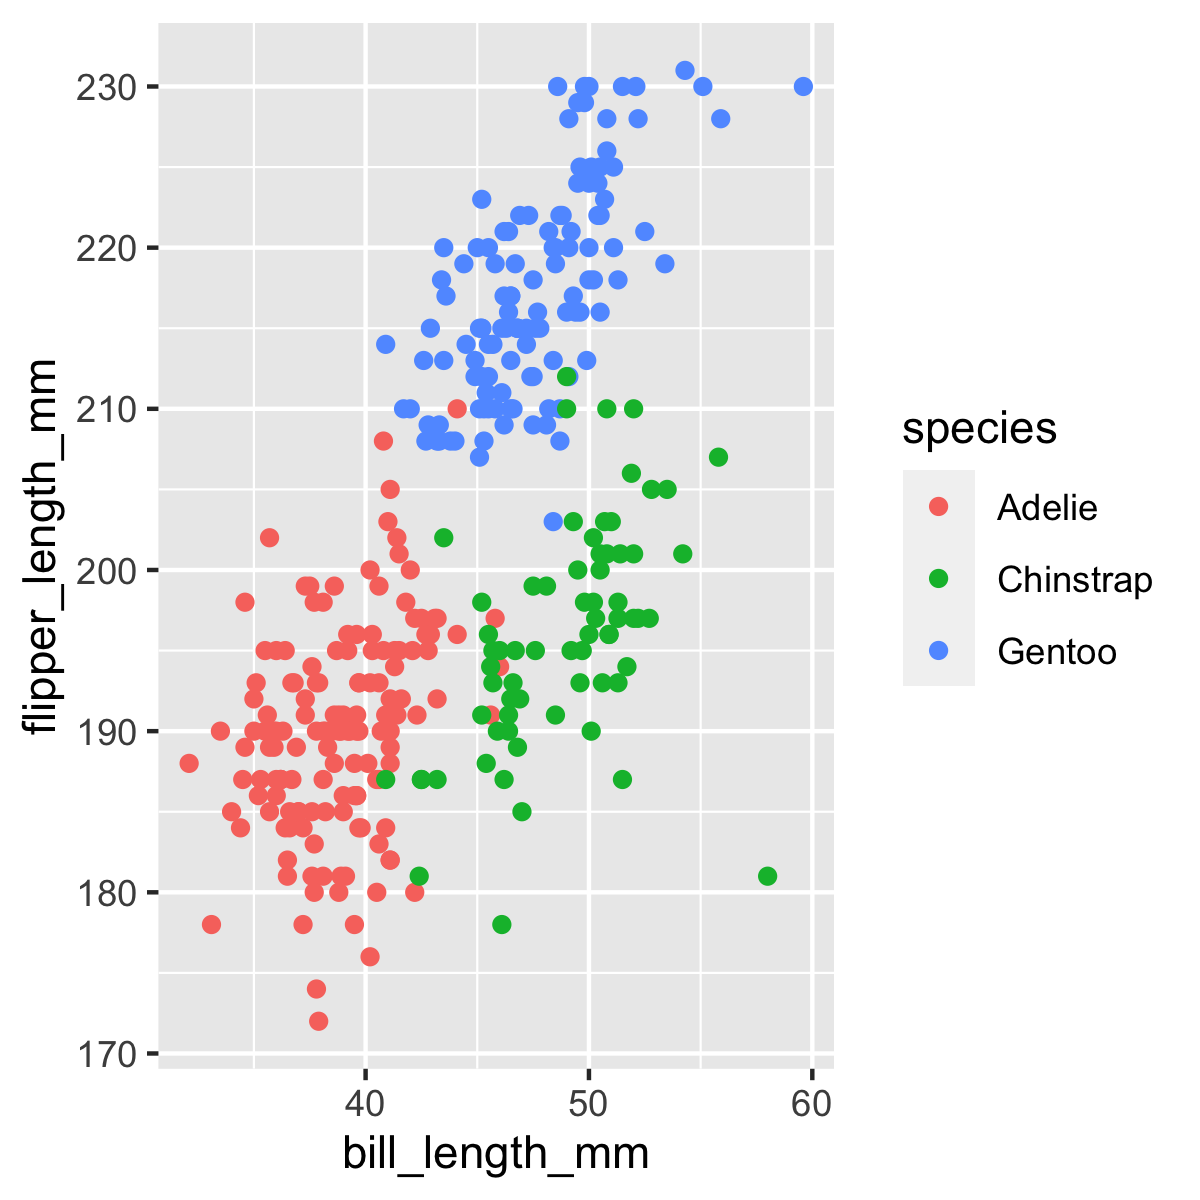 230
220
210
200
190
180
170
40 50 60
bill_length_mm
flipper_length_mm
species
Adelie
Chinstrap
Gentoo